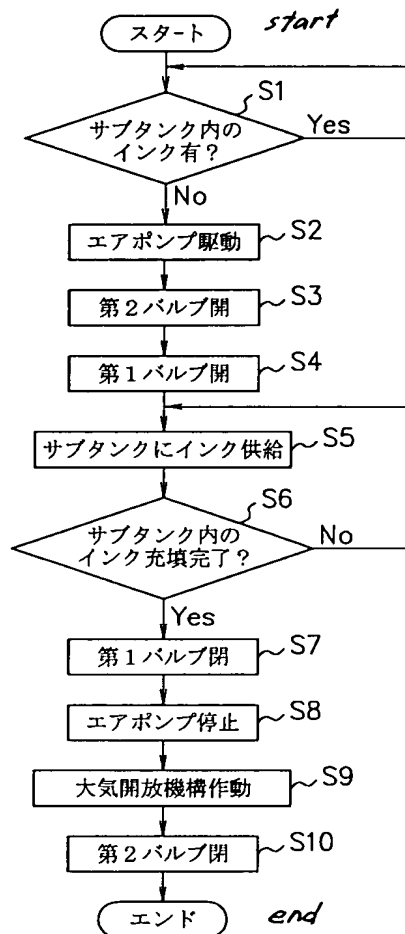 スタート
start
S1
サブタンク内の
インク有?
Yes
No
エアポンプ駆動
S2
第2バルブ開
S3
第1バルブ開
S4
サブタンクにインク供給
S5
S6
サブタンク内の
インク充填完了?
No
Yes
第1バルブ閉
S7
エアポンプ停止
S8
大気開放機構作動
S9
第2バルブ閉
S10
エンド
end